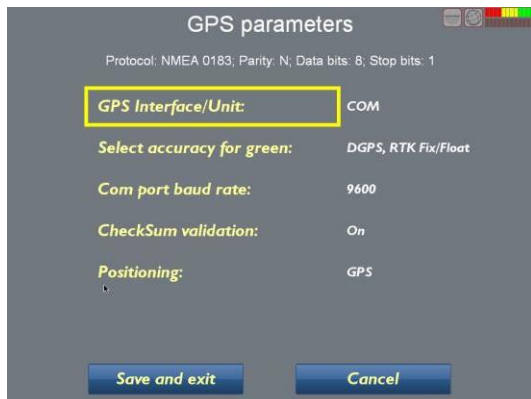 GPS parameters
Protocol: NMEA 0183; Parity: N; Data bits: 8; Stop bits: 1
GPS Interface/Unit: COM
Select accuracy for green: DGPS, RTK Fix/Float
Com port baud rate: 9600
CheckSum validation: On
Positioning: GPS
Save and exit Cancel